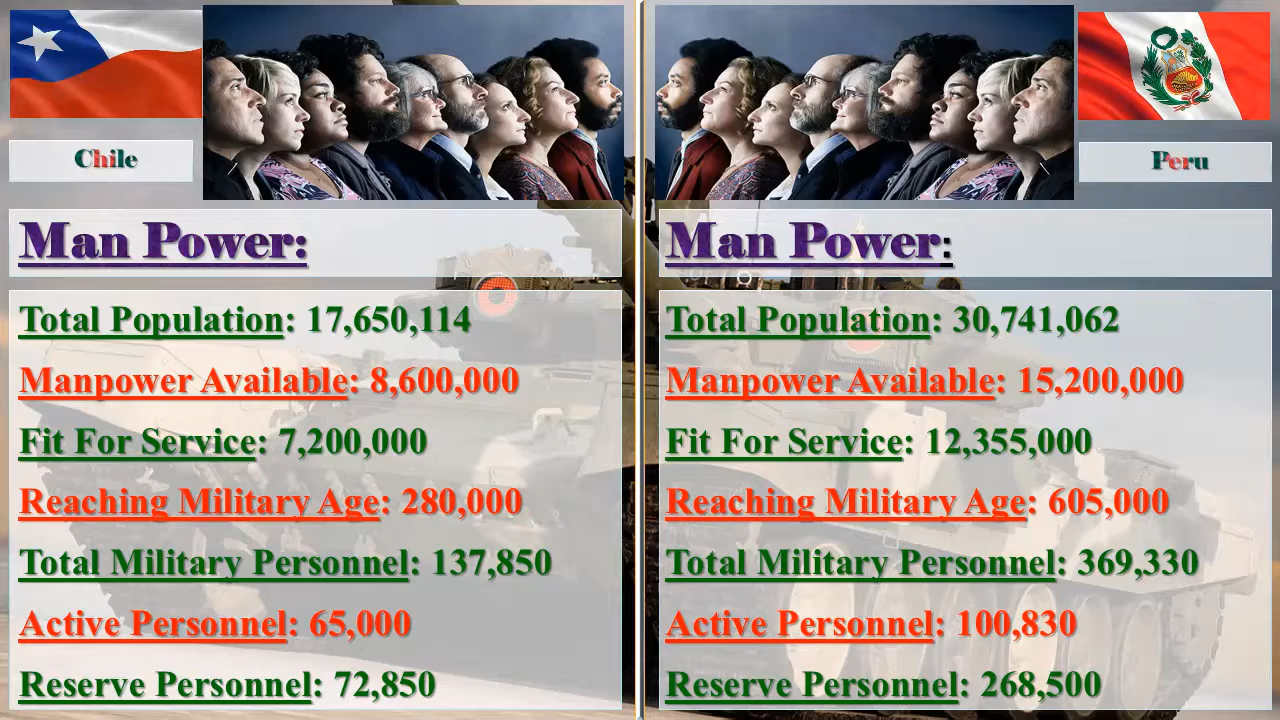 Chile
Man Power:
Total Population: 17,650,114
Manpower Available: 8,600,000
Fit For Service: 7,200,000
Reaching Military Age: 280,000
Total Military Personnel: 137,850
Active Personnel: 65,000
Reserve Personnel: 72,850
Peru
Man Power:
Total Population: 30,741,062
Manpower Available: 15,200,000
Fit For Service: 12,355,000
Reaching Military Age: 605,000
Total Military Personnel: 369,330
Active Personnel: 100,830
Reserve Personnel: 268,500